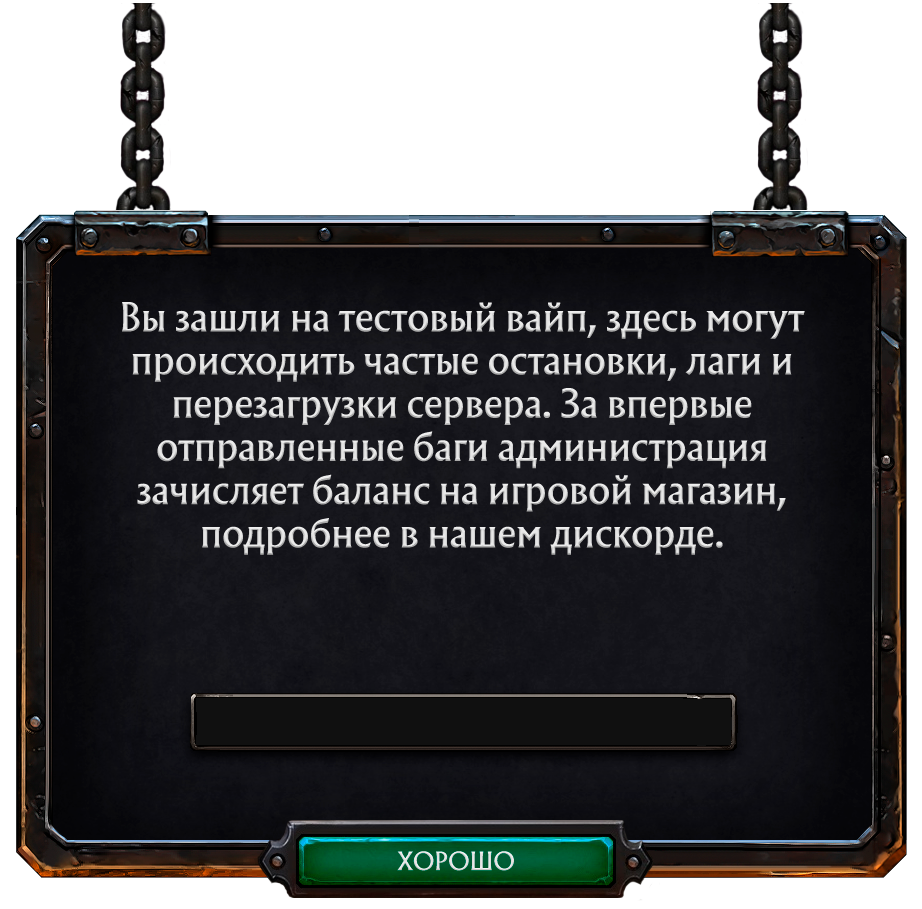 Вы зашли на тестовый вайп, здесь могут
происходить частые остановки, лаги и
перезагрузки сервера. За впервые
отправленные баги администрация
зачисляет баланс на игровой магазин,
подробнее в нашем дискорде.
ХОРОШО